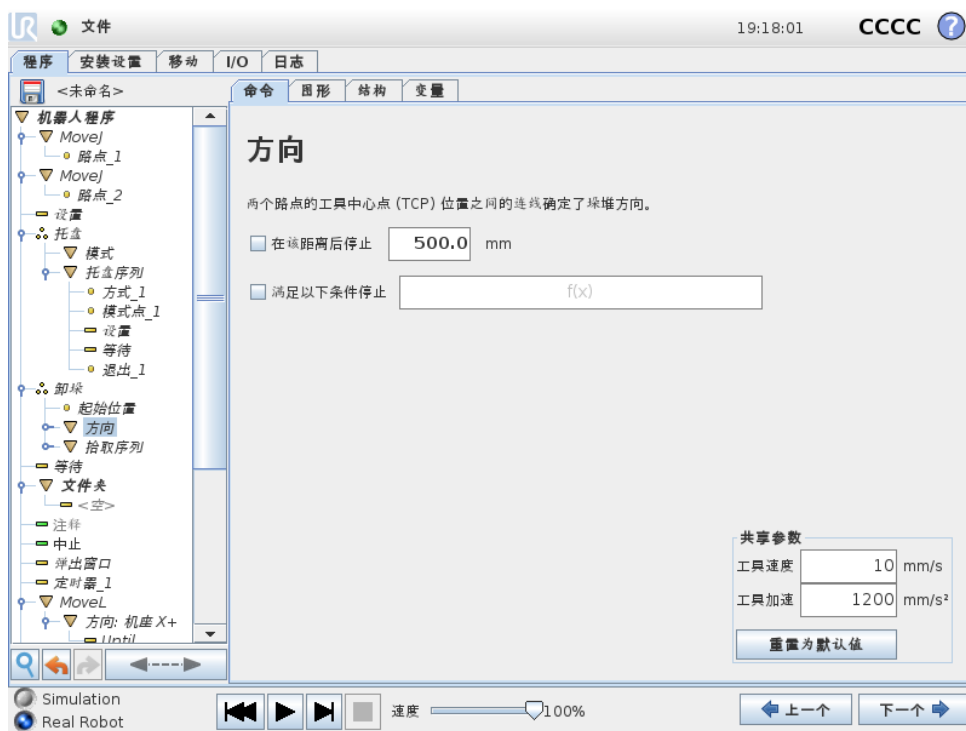 UR 文件 19:18:01 CCCC ?
程序 安装设置 移动 I/O 日志
<未命名>
命令 图形 结构 变量
机器人程序
MoveJ
路点_1
MoveJ
路点_2
设置
托盘
模式
托盘序列
方式_1
模式点_1
设置
等待
退出_1
卸垛
起始位置
方向
拾取序列
等待
文件夹
<空>
注释
中止
弹出窗口
定时器_1
MoveL
方向: 机座 X+
Until
方向
两个路点的工具中心点 (TCP) 位置之间的连线确定了垛堆方向。
在该距离后停止 500.0 mm
满足以下条件停止 f(x)
共享参数
工具速度 10 mm/s
工具加速 1200 mm/s²
重置为默认值
Simulation
Real Robot
速度 100%
上一个 下一个